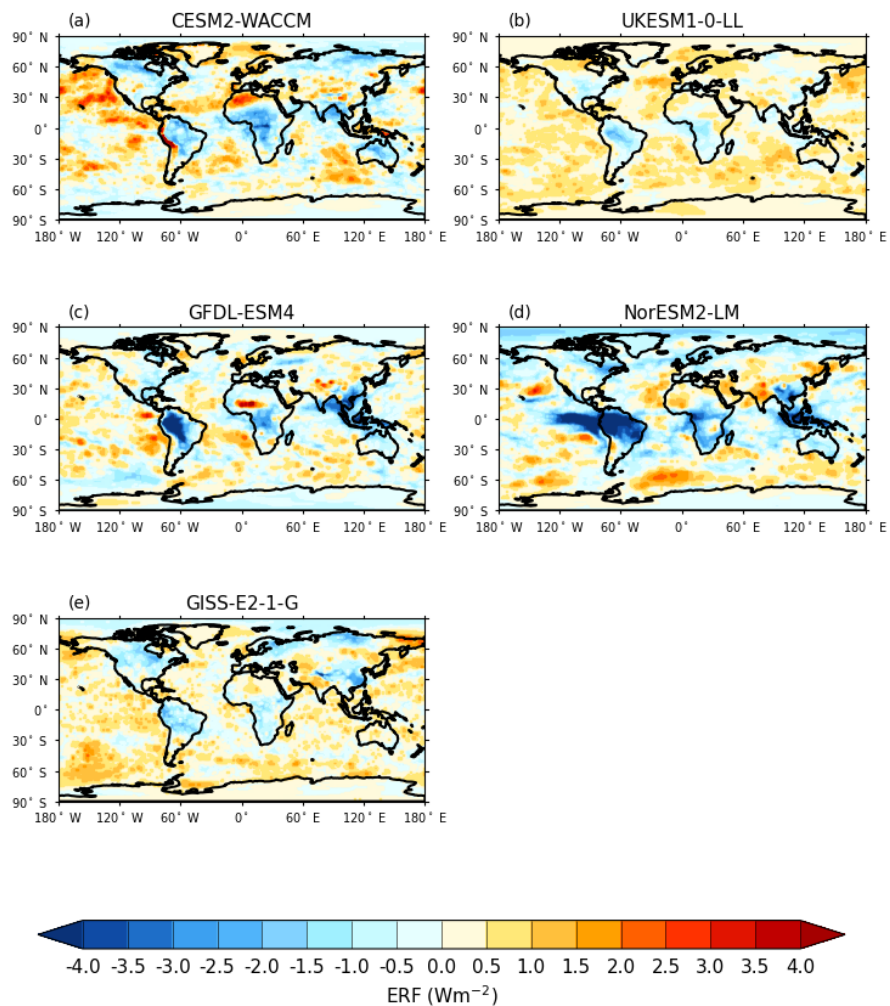 (a) CESM2-WACCM
(b) UKESM1-0-LL
90° N 90° N
60° N 60° N
30° N 30° N
0° 0°
30° S 30° S
60° S 60° S
90° S 90° S
180° W 120° W 60° W 0° 60° E 120° E 180° E 180° W 120° W 60° W 0° 60° E 120° E 180° E
(c) GFDL-ESM4
(d) NorESM2-LM
90° N 90° N
60° N 60° N
30° N 30° N
0° 0°
30° S 30° S
60° S 60° S
90° S 90° S
180° W 120° W 60° W 0° 60° E 120° E 180° E 180° W 120° W 60° W 0° 60° E 120° E 180° E
(e) GISS-E2-1-G
90° N
60° N
30° N
0°
30° S
60° S
90° S
180° W 120° W 60° W 0° 60° E 120° E 180° E
-4.0 -3.5 -3.0 -2.5 -2.0 -1.5 -1.0 -0.5 0.0 0.5 1.0 1.5 2.0 2.5 3.0 3.5 4.0
ERF (Wm⁻²)